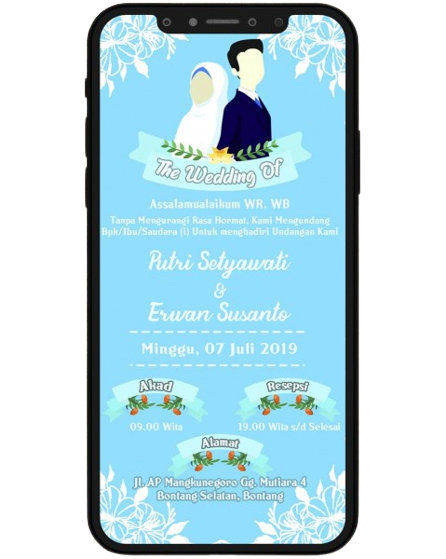 The Wedding Of
Assalamualaikum WR. WB
Tanpa Mengurangi Rasa Hormat, Kami Mengundang
Bpk/Ibu/Saudara (i) Untuk menghadiri Undangan Kami
Putri Setyawati
&
Erwan Susanto
Minggu, 07 Juli 2019
Akad
Resepsi
09.00 Wita
19.00 Wita s/d Selesai
Alamat
Jl. AP Mangkunegoro Gg. Mutiara 4
Bontang Selatan, Bontang